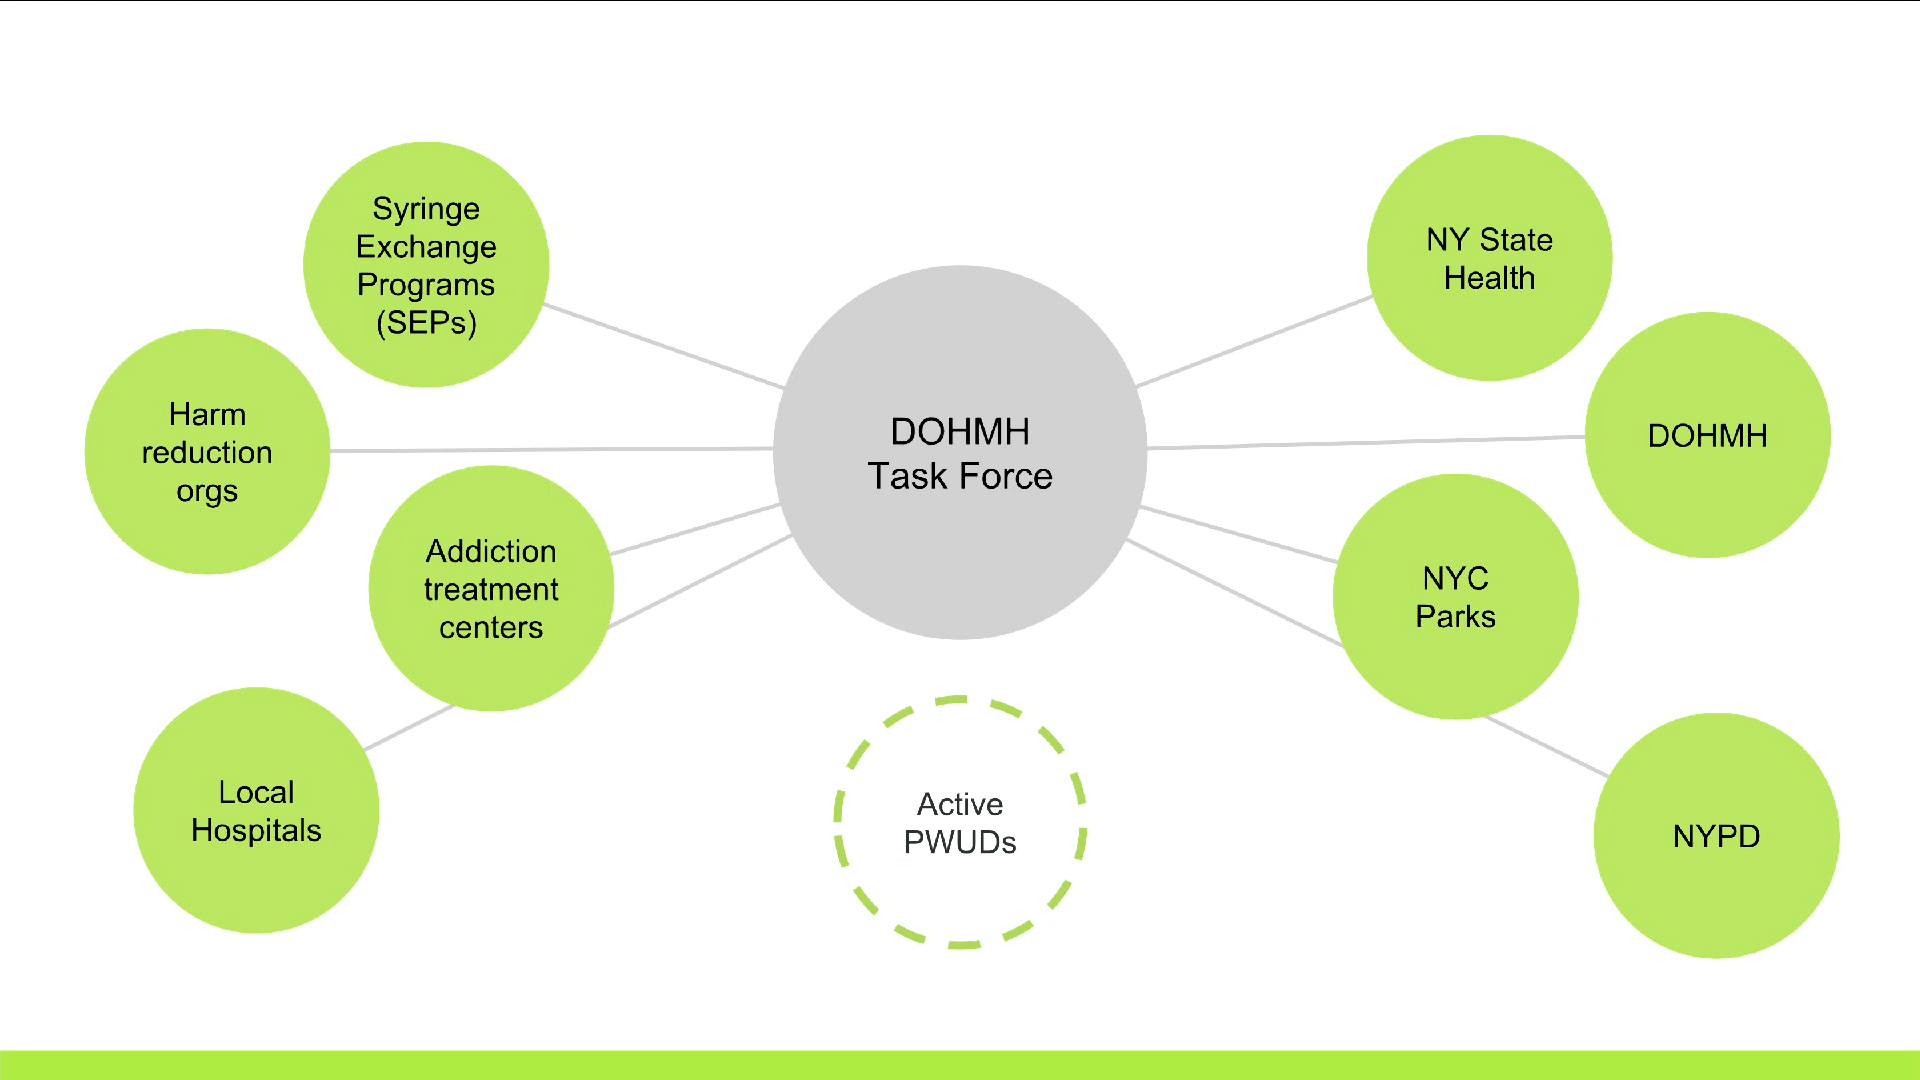 Syringe
Exchange
Programs
(SEPs)
Harm
reduction
orgs
Addiction
treatment
centers
Local
Hospitals
DOHMH
Task Force
Active
PWUDs
NY State
Health
DOHMH
NYC
Parks
NYPD